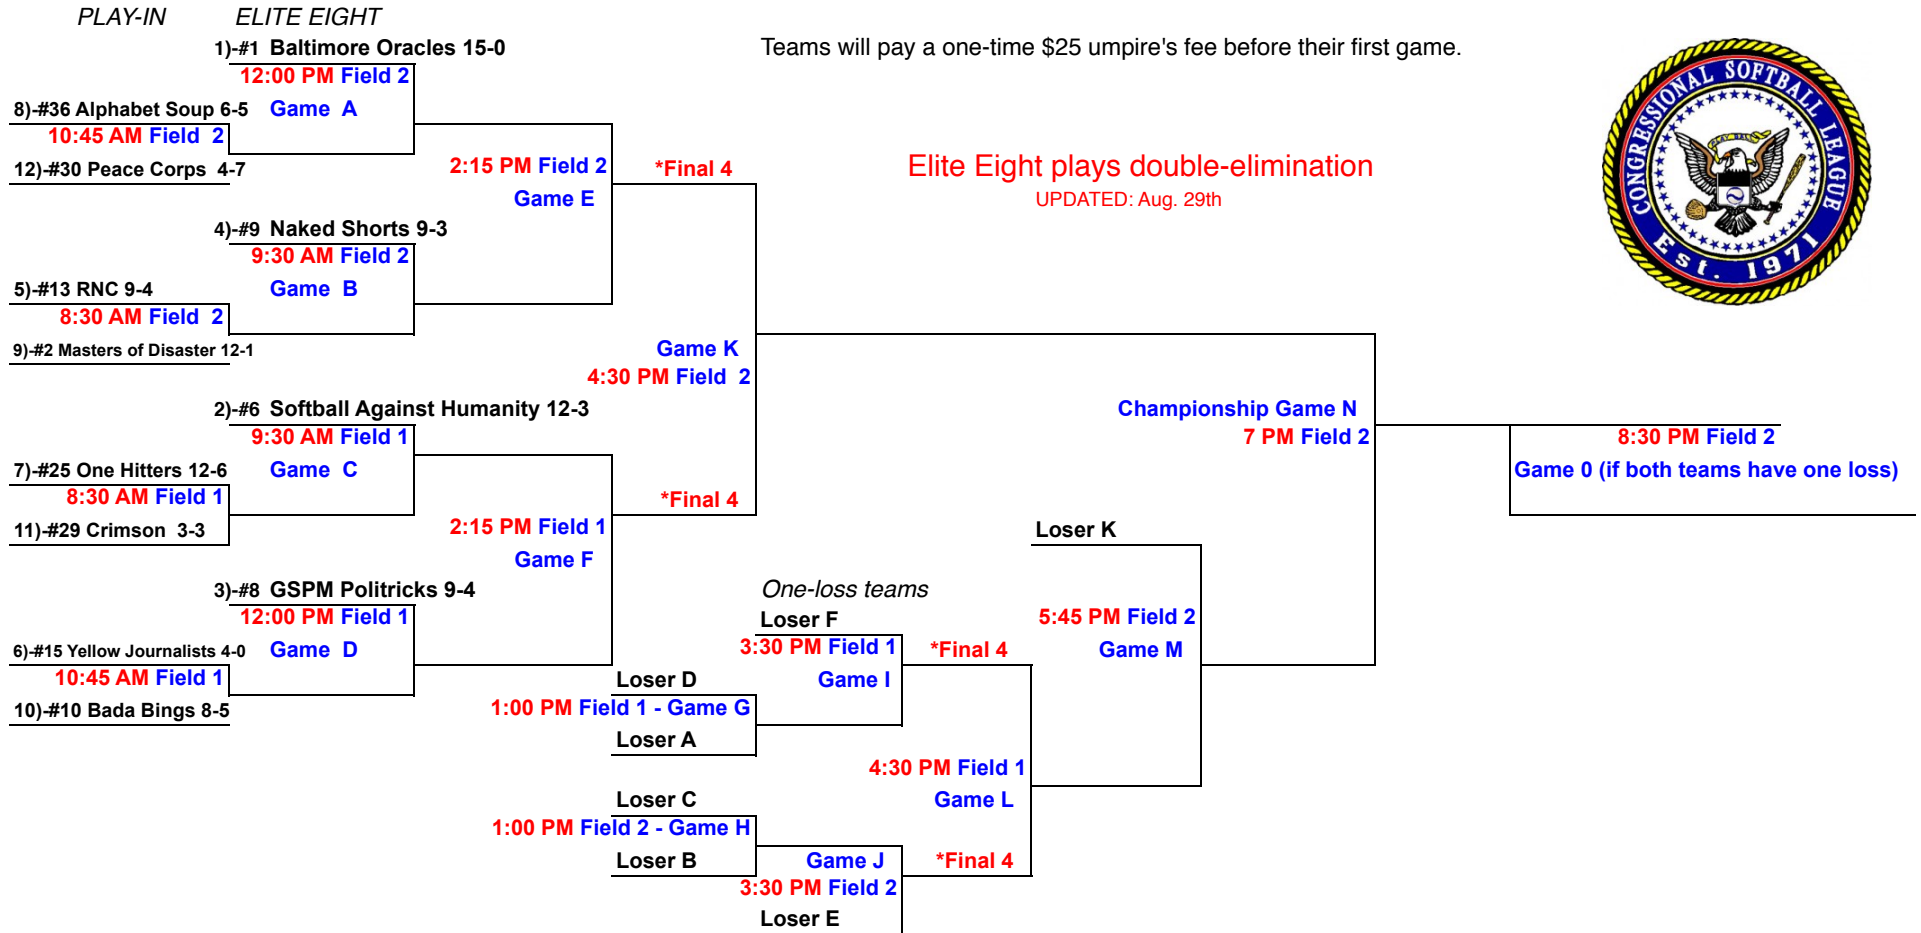 PLAY-IN ELITE EIGHT
1)-#1 Baltimore Oracles 15-0
Teams will pay a one-time $25 umpire's fee before their first game.
12:00 PM Field 2
8)-#36 Alphabet Soup 6-5
Game A
10:45 AM Field 2
12)-#30 Peace Corps 4-7
2:15 PM Field 2
Game E
*Final 4
Elite Eight plays double-elimination
UPDATED: Aug. 29th
CONGRESSIONAL SOFTBALL LEAGUE
Est. 1971
4)-#9 Naked Shorts 9-3
9:30 AM Field 2
5)-#13 RNC 9-4
Game B
8:30 AM Field 2
9)-#2 Masters of Disaster 12-1
Game K
4:30 PM Field 2
2)-#6 Softball Against Humanity 12-3
Championship Game N
9:30 AM Field 1
7 PM Field 2
8:30 PM Field 2
7)-#25 One Hitters 12-6
Game C
Game 0 (if both teams have one loss)
8:30 AM Field 1
*Final 4
11)-#29 Crimson 3-3
2:15 PM Field 1
Loser K
Game F
3)-#8 GSPM Politricks 9-4
One-loss teams
12:00 PM Field 1
Loser F
5:45 PM Field 2
6)-#15 Yellow Journalists 4-0
Game D
3:30 PM Field 1
*Final 4
Game M
10:45 AM Field 1
Loser D
Game I
10)-#10 Bada Bings 8-5
1:00 PM Field 1 - Game G
Loser A
4:30 PM Field 1
Loser C
Game L
1:00 PM Field 2 - Game H
Loser B
Game J
*Final 4
3:30 PM Field 2
Loser E